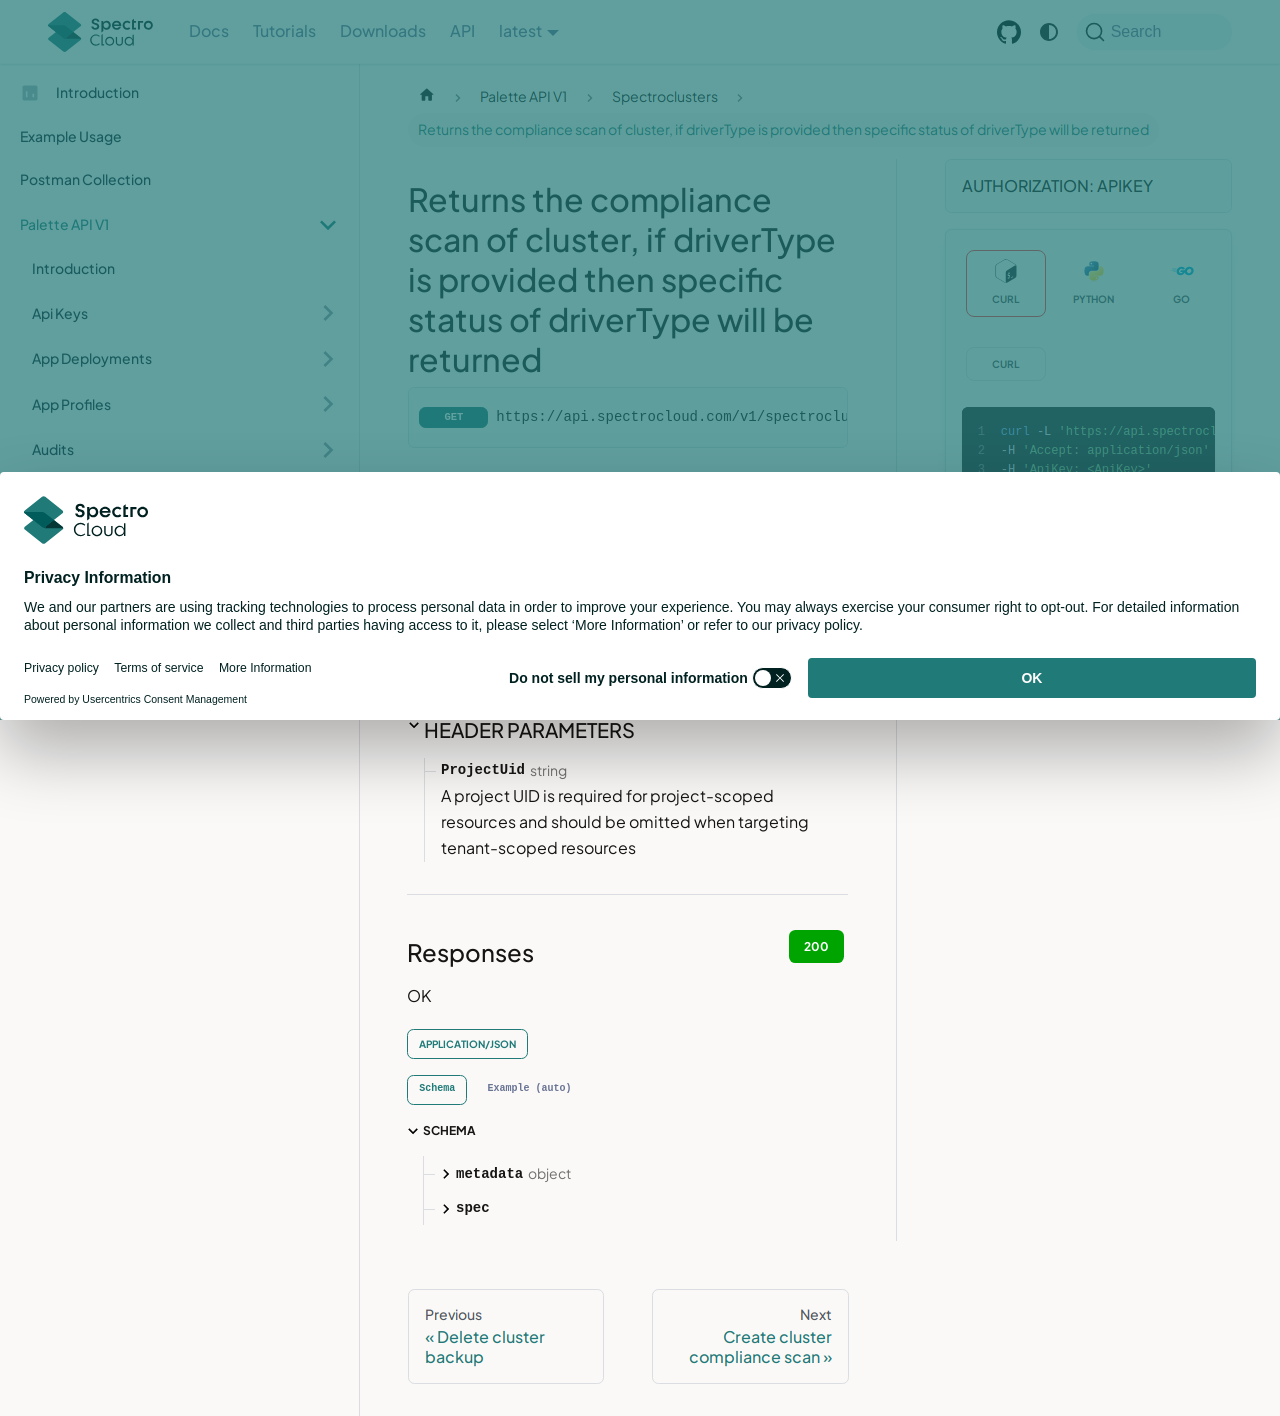 Spectro Cloud
Docs
Tutorials
Downloads
API
latest
Search
Introduction
Example Usage
Postman Collection
Palette API V1
Introduction
Api Keys
App Deployments
App Profiles
Audits
Palette API V1
Spectroclusters
Returns the compliance scan of cluster, if driverType is provided then specific status of driverType will be returned
Returns the compliance
scan of cluster, if driverType
is provided then specific
status of driverType will be
returned
GET https://api.spectrocloud.com/v1/spectroclu
AUTHORIZATION: APIKEY
CURL
PYTHON
GO
CURL
1 curl -L 'https://api.spectrocl
2 -H 'Accept: application/json'
3 -H 'ApiKey: <ApiKey>'
Spectro
Cloud
Privacy Information
We and our partners are using tracking technologies to process personal data in order to improve your experience. You may always exercise your consumer right to opt-out. For detailed information
about personal information we collect and third parties having access to it, please select ‘More Information’ or refer to our privacy policy.
Privacy policy
Terms of service
More Information
Powered by Usercentrics Consent Management
Do not sell my personal information
OK
HEADER PARAMETERS
ProjectUid string
A project UID is required for project-scoped
resources and should be omitted when targeting
tenant-scoped resources
Responses
200
OK
APPLICATION/JSON
Schema
Example (auto)
SCHEMA
metadata object
spec
Previous
« Delete cluster
backup
Next
Create cluster
compliance scan »